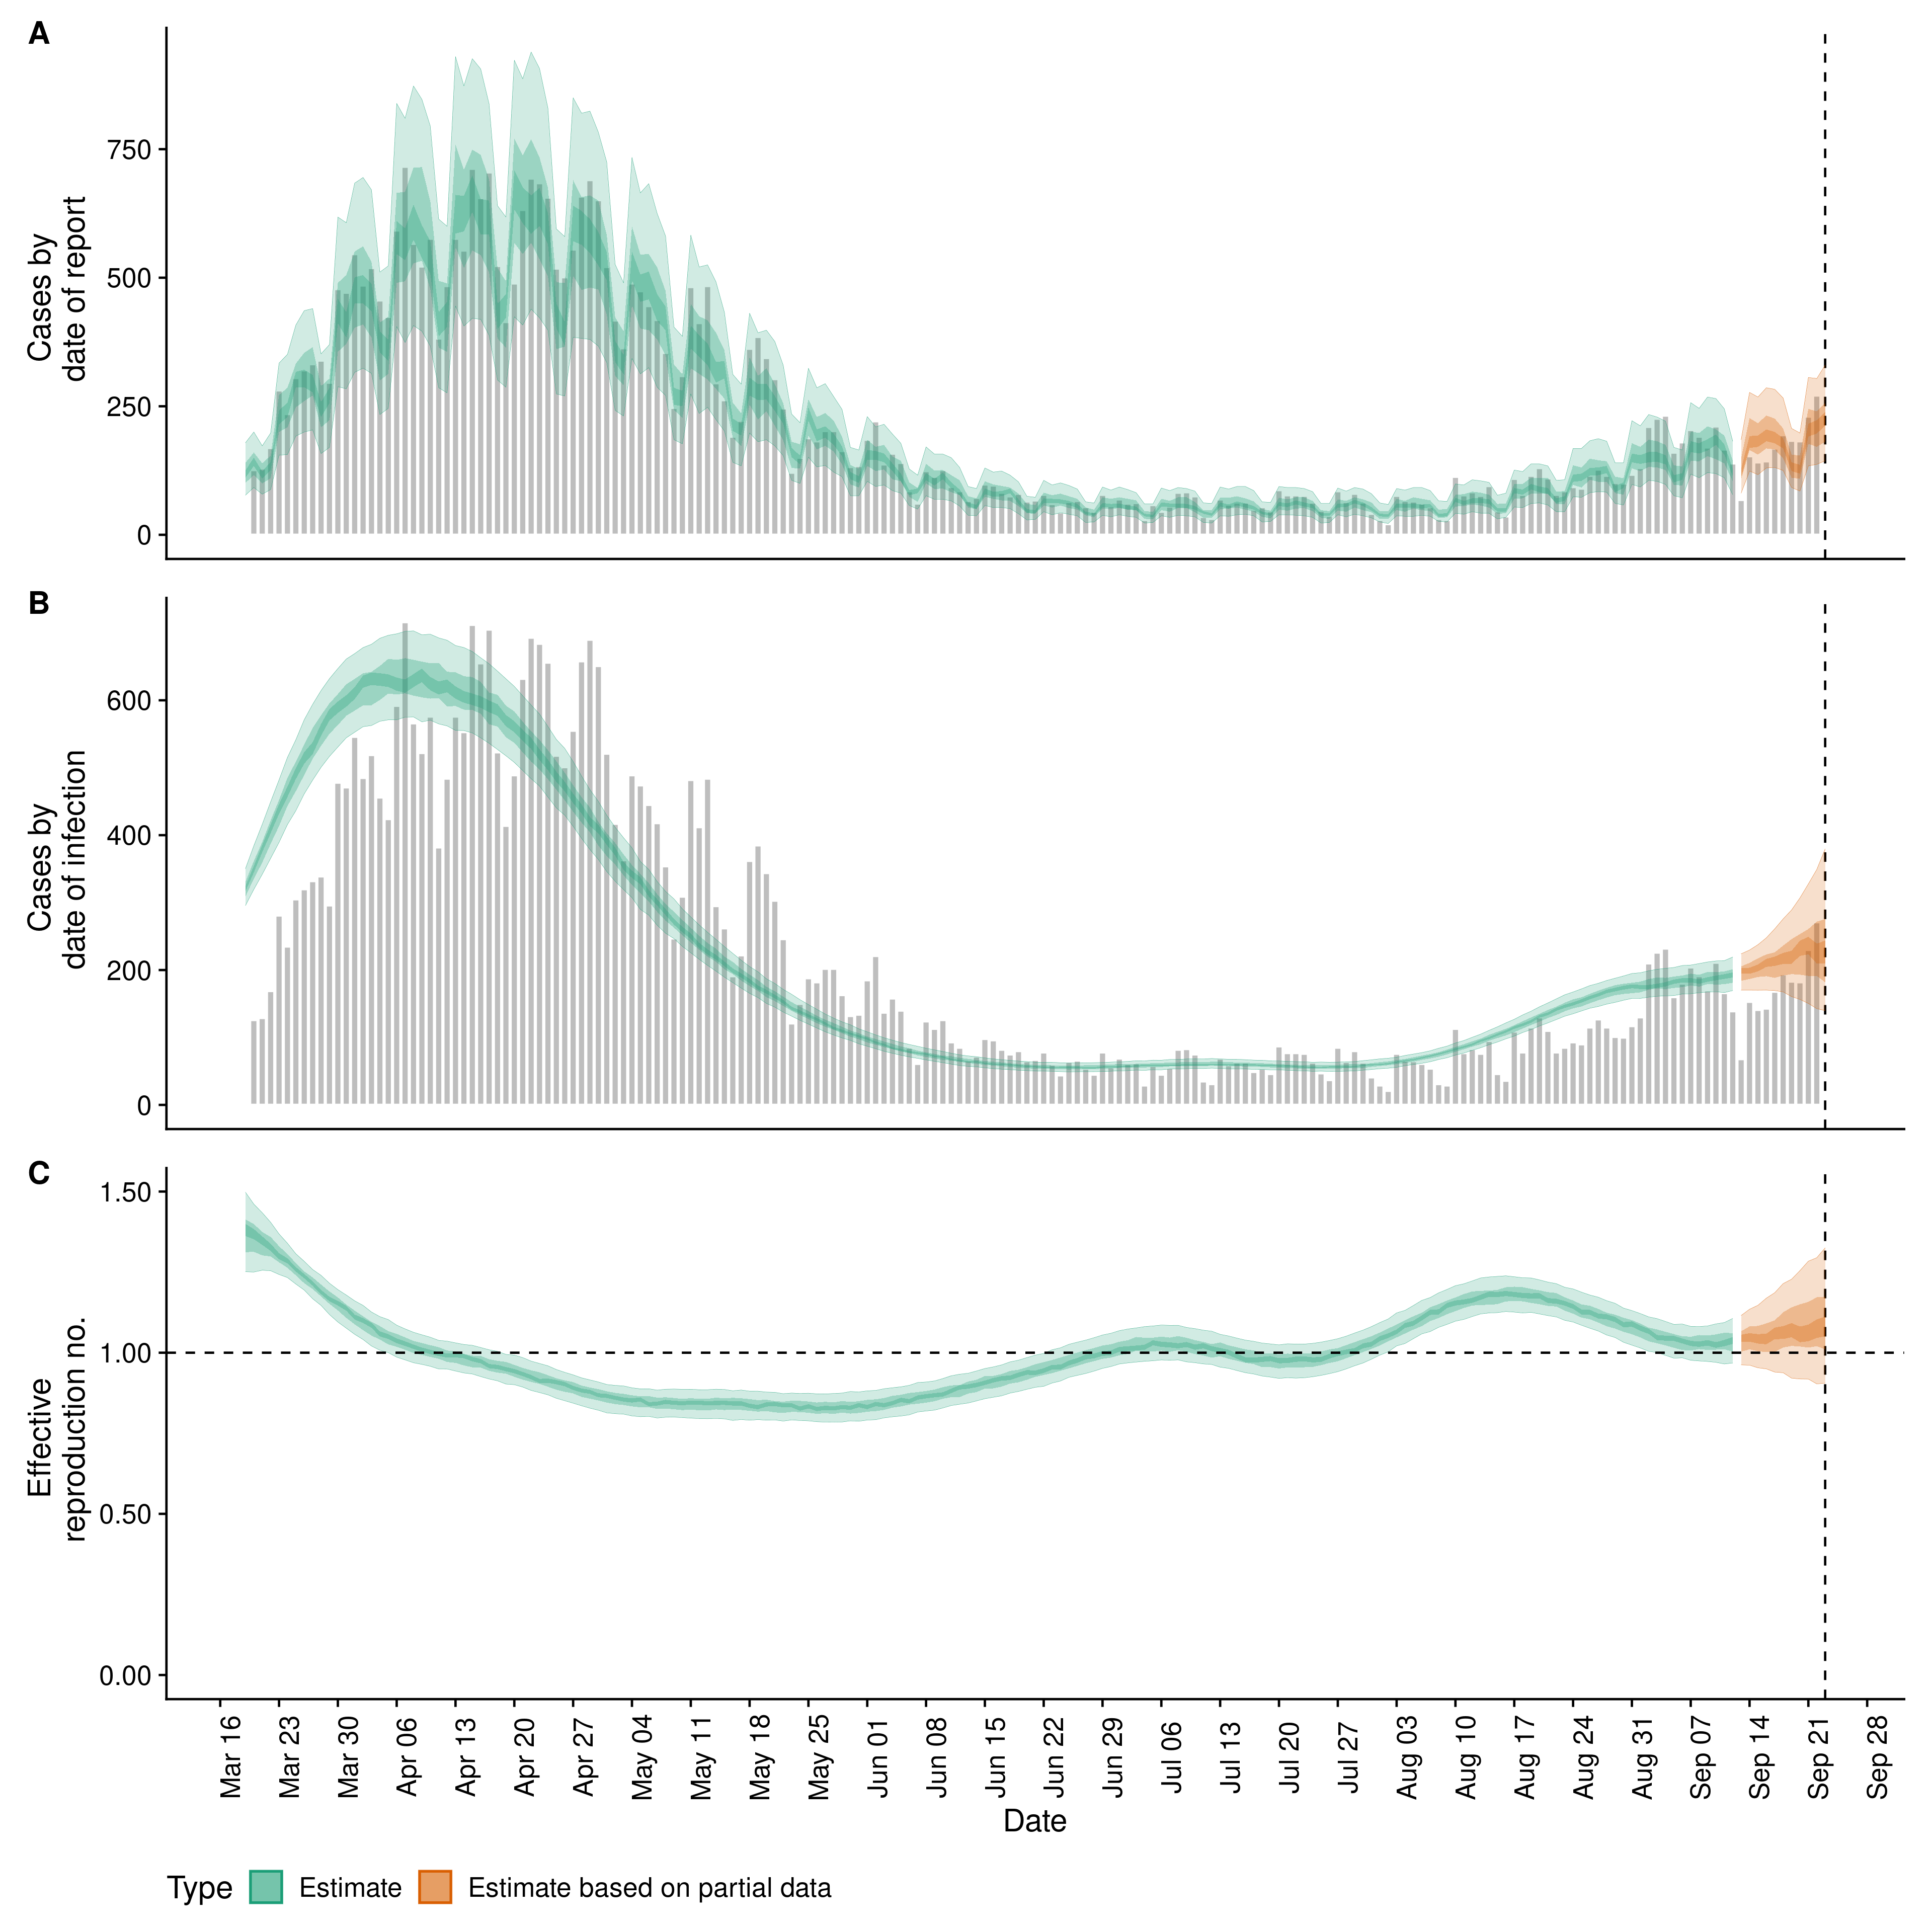 A
Cases by
date of report
750
500
250
0
B
Cases by
date of infection
600
400
200
0
C
Effective
reproduction no.
1.50
1.00
0.50
0.00
Mar 16
Mar 23
Mar 30
Apr 06
Apr 13
Apr 20
Apr 27
May 04
May 11
May 18
May 25
Jun 01
Jun 08
Jun 15
Jun 22
Jun 29
Jul 06
Jul 13
Jul 20
Jul 27
Aug 03
Aug 10
Aug 17
Aug 24
Aug 31
Sep 07
Sep 14
Sep 21
Sep 28
Date
Type Estimate Estimate based on partial data